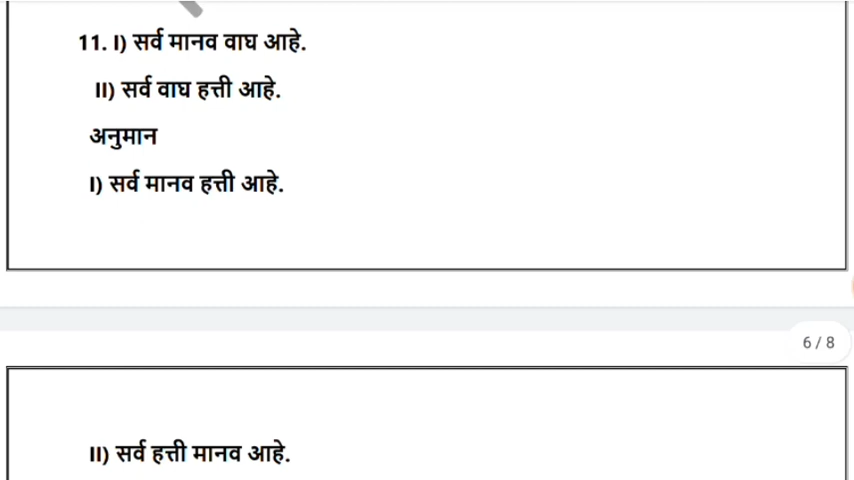 11. I) सर्व मानव वाघ आहे.
II) सर्व वाघ हत्ती आहे.
अनुमान
I) सर्व मानव हत्ती आहे.
6 / 8
II) सर्व हत्ती मानव आहे.